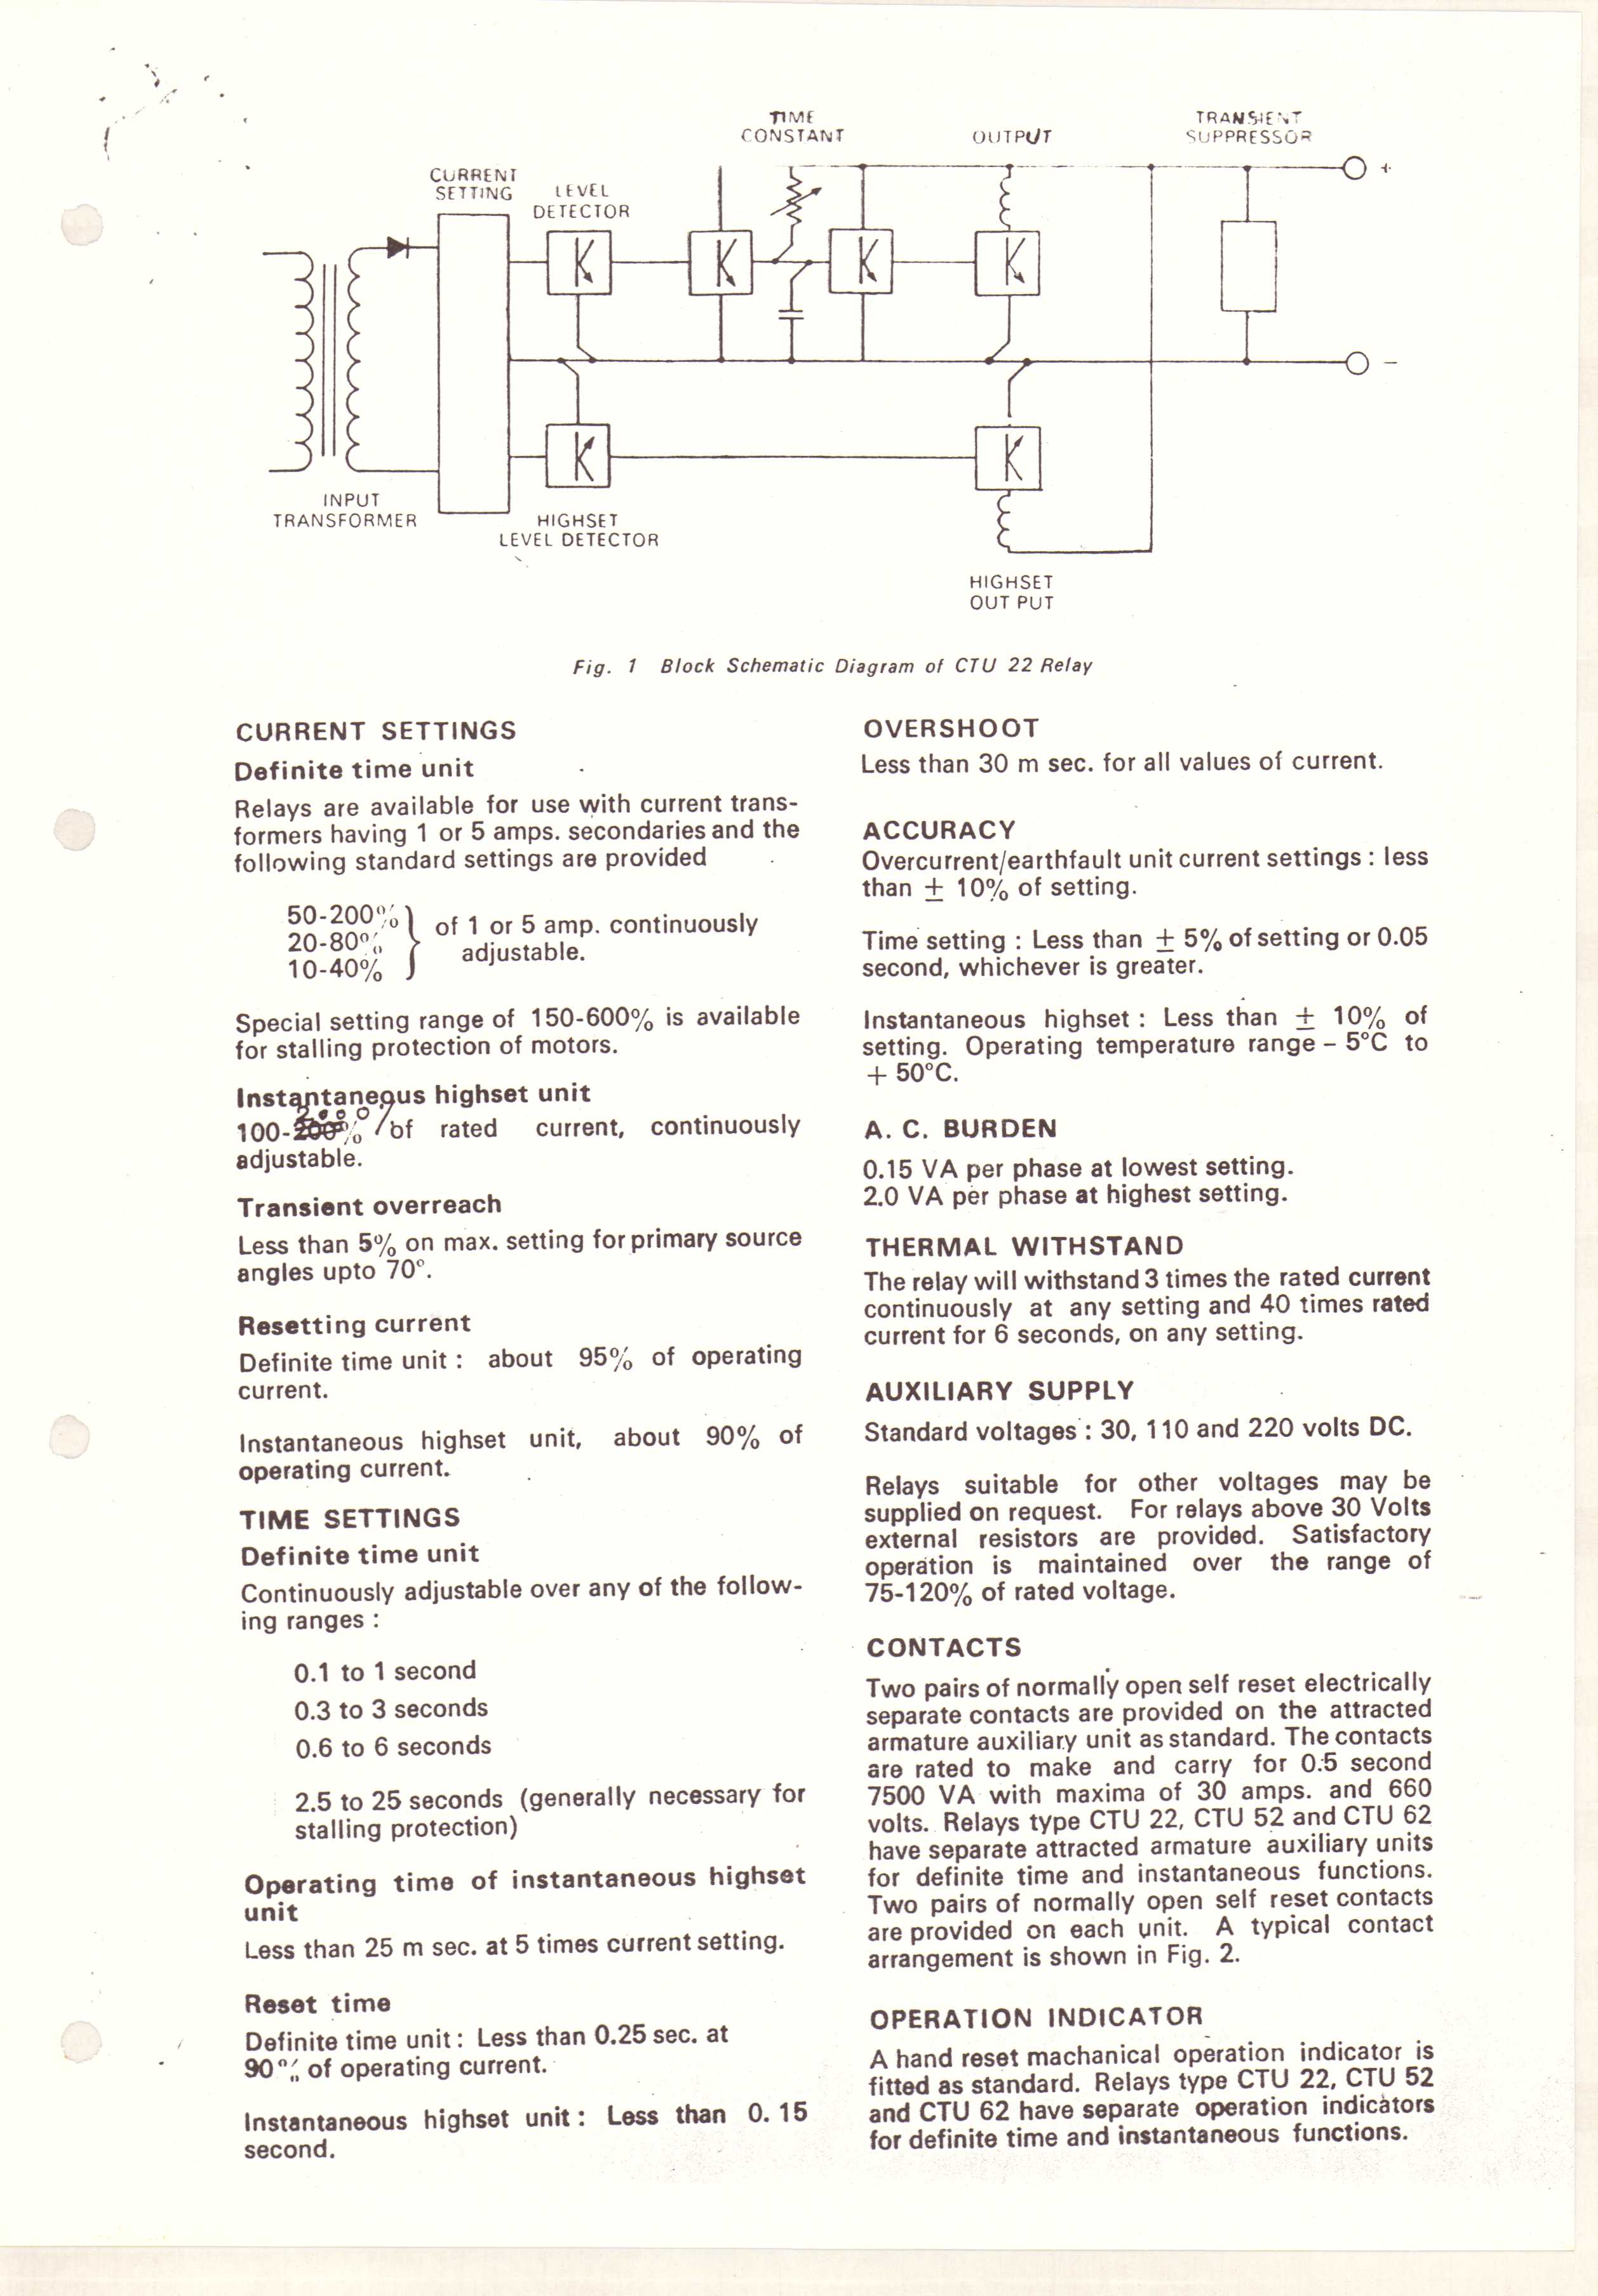 TIME
CONSTANT
OUTPUT
TRANSIENT
SUPPRESSOR
+
CURRENT
SETTING
LEVEL
DETECTOR
−
INPUT
TRANSFORMER
HIGHSET
LEVEL DETECTOR
HIGHSET
OUT PUT
Fig. 1 Block Schematic Diagram of CTU 22 Relay
CURRENT SETTINGS
Definite time unit
Relays are available for use with current trans-
formers having 1 or 5 amps. secondaries and the
following standard settings are provided
50-200%
20-80%
10-40%
of 1 or 5 amp. continuously
adjustable.
Special setting range of 150-600% is available
for stalling protection of motors.
Instantaneous highset unit
2000
100-200% of rated current, continuously
adjustable.
Transient overreach
Less than 5% on max. setting for primary source
angles upto 70°.
Resetting current
Definite time unit : about 95% of operating
current.
Instantaneous highset unit, about 90% of
operating current.
TIME SETTINGS
Definite time unit
Continuously adjustable over any of the follow-
ing ranges :
0.1 to 1 second
0.3 to 3 seconds
0.6 to 6 seconds
2.5 to 25 seconds (generally necessary for
stalling protection)
Operating time of instantaneous highset
unit
Less than 25 m sec. at 5 times current setting.
Reset time
Definite time unit : Less than 0.25 sec. at
90% of operating current.
Instantaneous highset unit : Less than 0.15
second.
OVERSHOOT
Less than 30 m sec. for all values of current.
ACCURACY
Overcurrent/earthfault unit current settings : less
than ± 10% of setting.
Time setting : Less than ± 5% of setting or 0.05
second, whichever is greater.
Instantaneous highset : Less than ± 10% of
setting. Operating temperature range – 5°C to
+ 50°C.
A. C. BURDEN
0.15 VA per phase at lowest setting.
2.0 VA per phase at highest setting.
THERMAL WITHSTAND
The relay will withstand 3 times the rated current
continuously at any setting and 40 times rated
current for 6 seconds, on any setting.
AUXILIARY SUPPLY
Standard voltages : 30, 110 and 220 volts DC.
Relays suitable for other voltages may be
supplied on request. For relays above 30 Volts
external resistors are provided. Satisfactory
operation is maintained over the range of
75-120% of rated voltage.
CONTACTS
Two pairs of normally open self reset electrically
separate contacts are provided on the attracted
armature auxiliary unit as standard. The contacts
are rated to make and carry for 0.5 second
7500 VA with maxima of 30 amps. and 660
volts. Relays type CTU 22, CTU 52 and CTU 62
have separate attracted armature auxiliary units
for definite time and instantaneous functions.
Two pairs of normally open self reset contacts
are provided on each unit. A typical contact
arrangement is shown in Fig. 2.
OPERATION INDICATOR
A hand reset machanical operation indicator is
fitted as standard. Relays type CTU 22, CTU 52
and CTU 62 have separate operation indicators
for definite time and instantaneous functions.